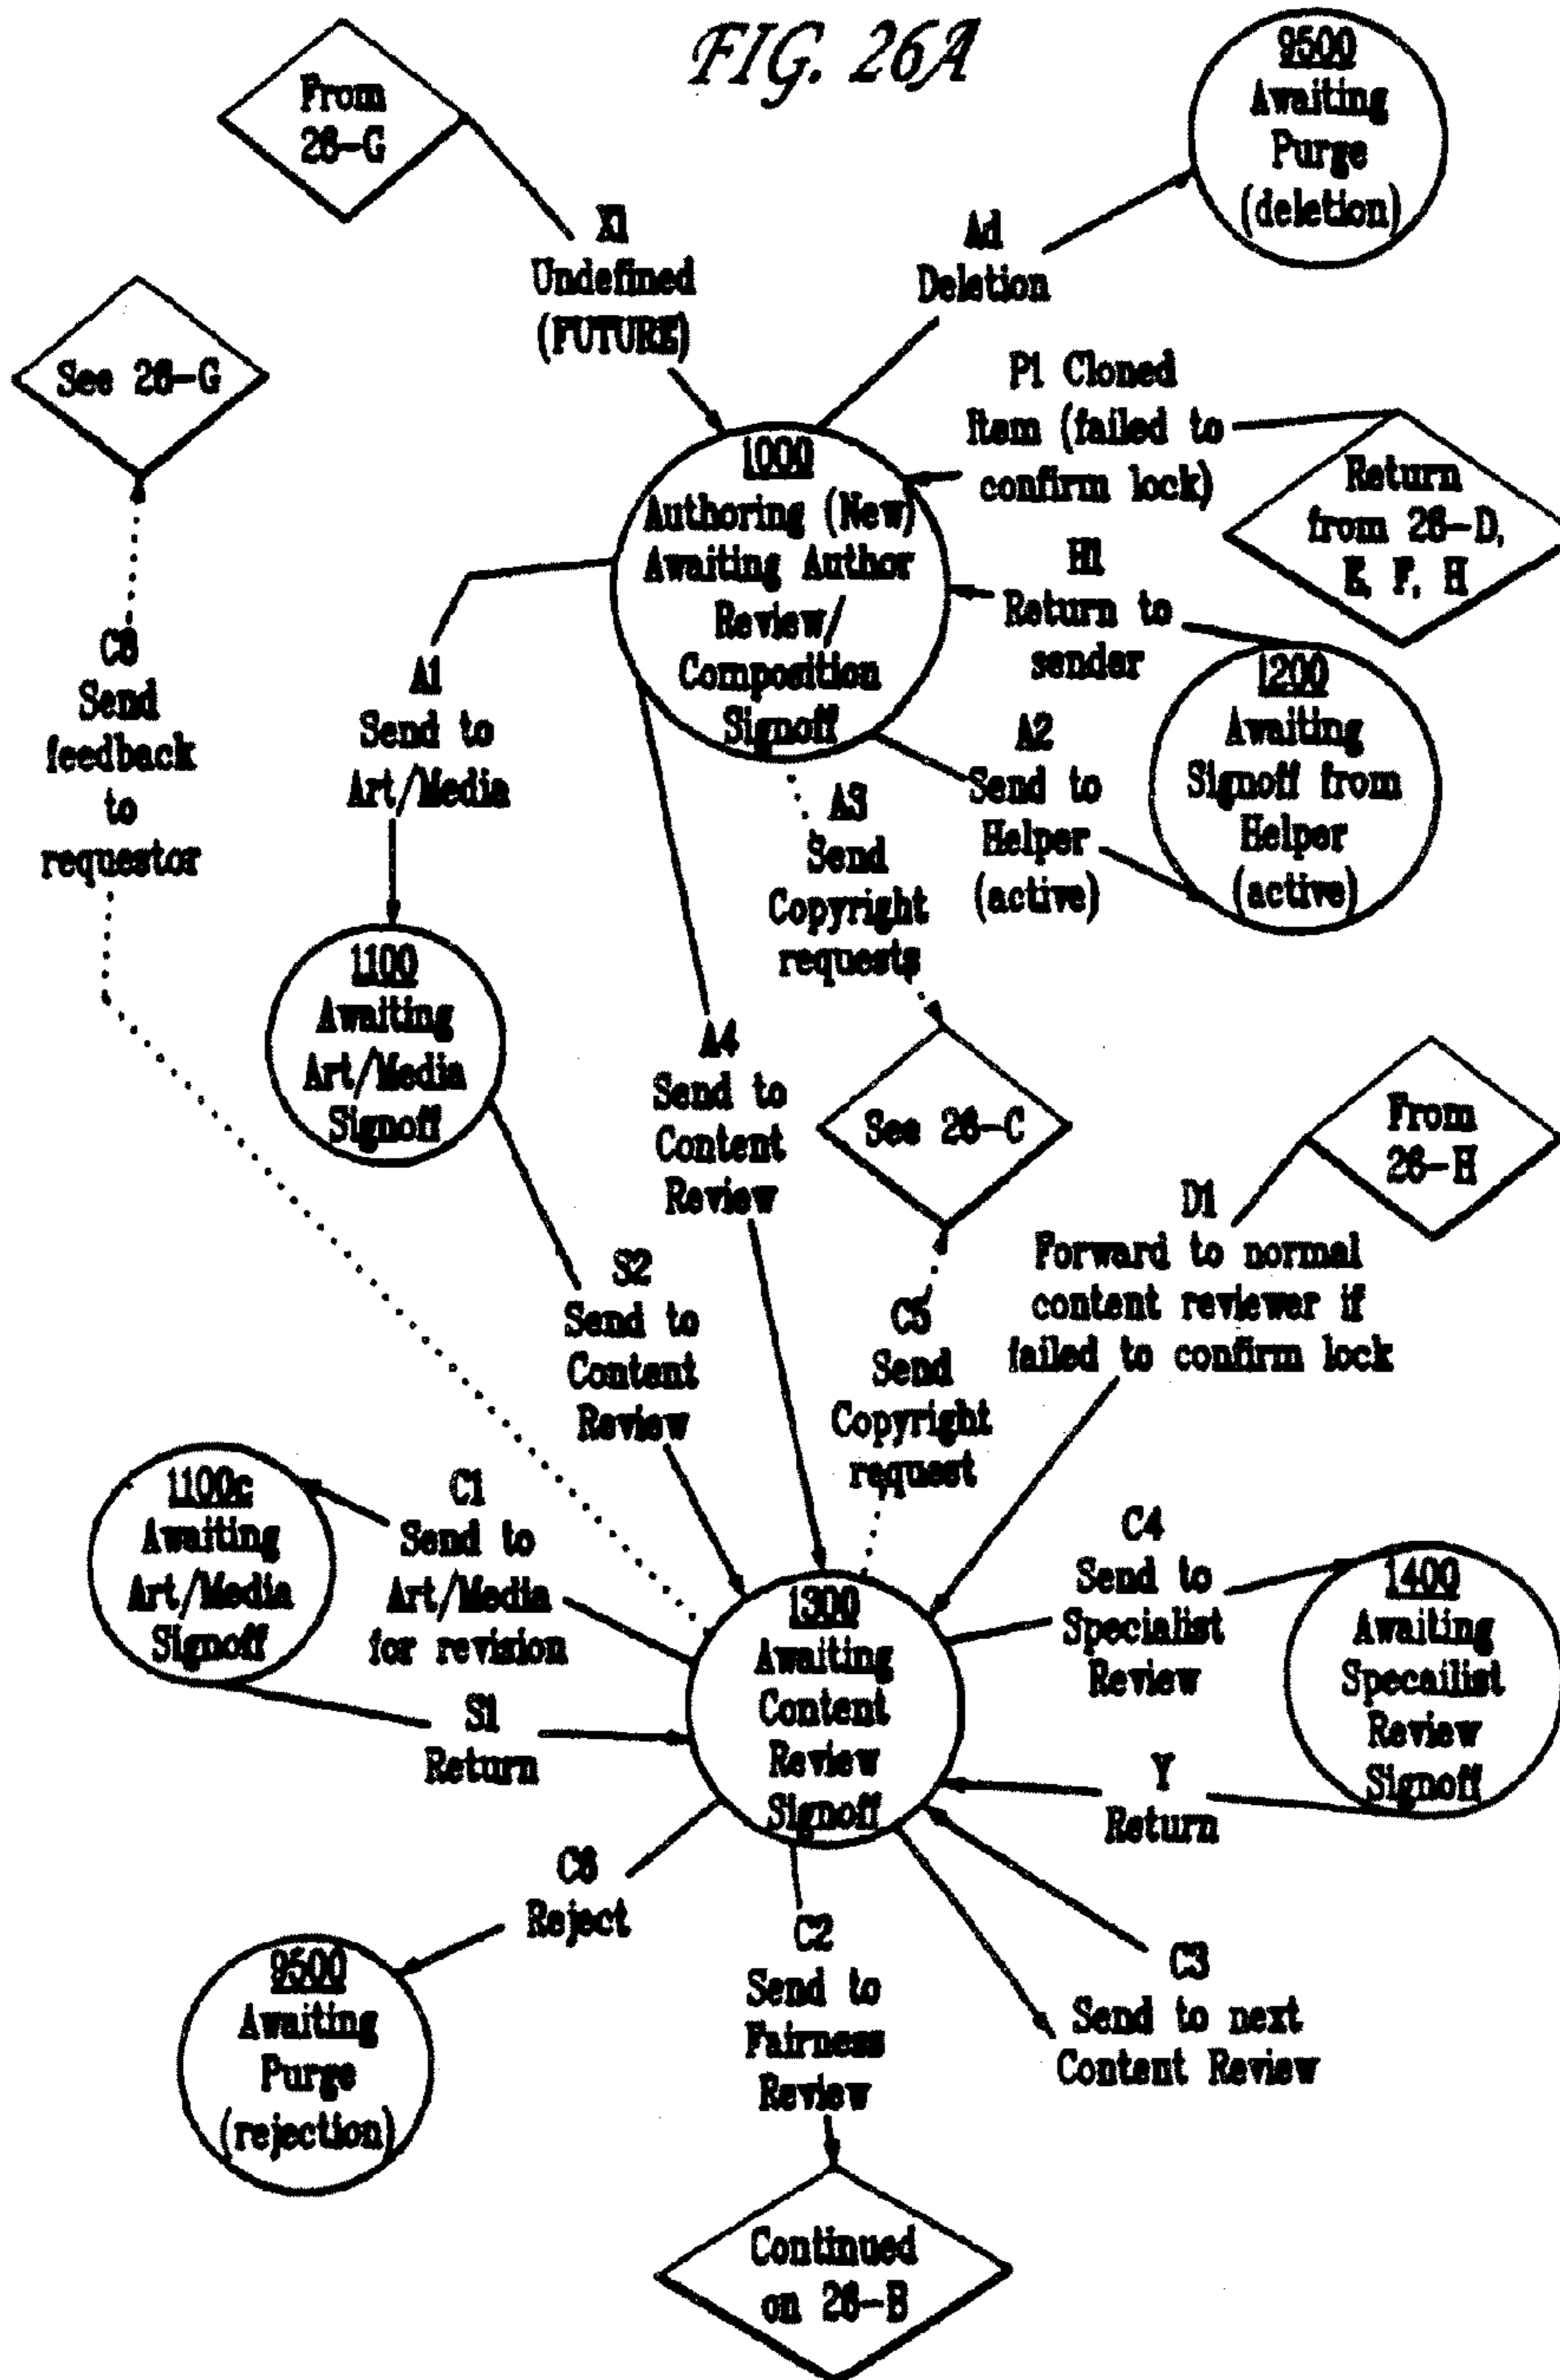 FIG. 26A
From
26-G
9500
Awaiting
Purge
(deletion)
X1
Undefined
(FUTURE)
Ad
Deletion
See 26-G
P1 Cloned
Item (failed to
confirm lock)
Return
from 26-D,
E, F, H
1000
Authoring (New)
Awaiting Author
Review/
Composition
Signoff
H1
Return to
sender
1200
Awaiting
Signoff from
Helper
(active)
C8
Send
feedback
to
requestor
A1
Send to
Art/Media
A2
Send to
Helper
(active)
A3
Send
Copyright
requests
1100
Awaiting
Art/Media
Signoff
A4
Send to
Content
Review
See 26-C
From
26-H
D1
Forward to normal
content reviewer if
failed to confirm lock
S2
Send to
Content
Review
C5
Send
Copyright
request
1100c
Awaiting
Art/Media
Signoff
C1
Send to
Art/Media
for revision
S1
Return
1300
Awaiting
Content
Review
Signoff
C4
Send to
Specialist
Review
1400
Awaiting
Specailist
Review
Signoff
Y
Return
C6
Reject
9500
Awaiting
Purge
(rejection)
C2
Send to
Fairness
Review
C3
Send to next
Content Review
Continued
on 26-B